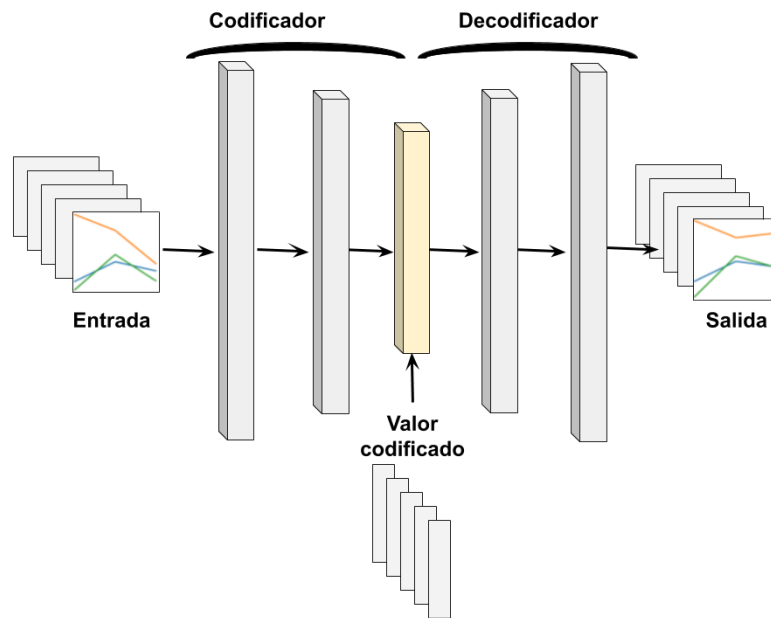 Codificador
Decodificador
Entrada
Salida
Valor
codificado